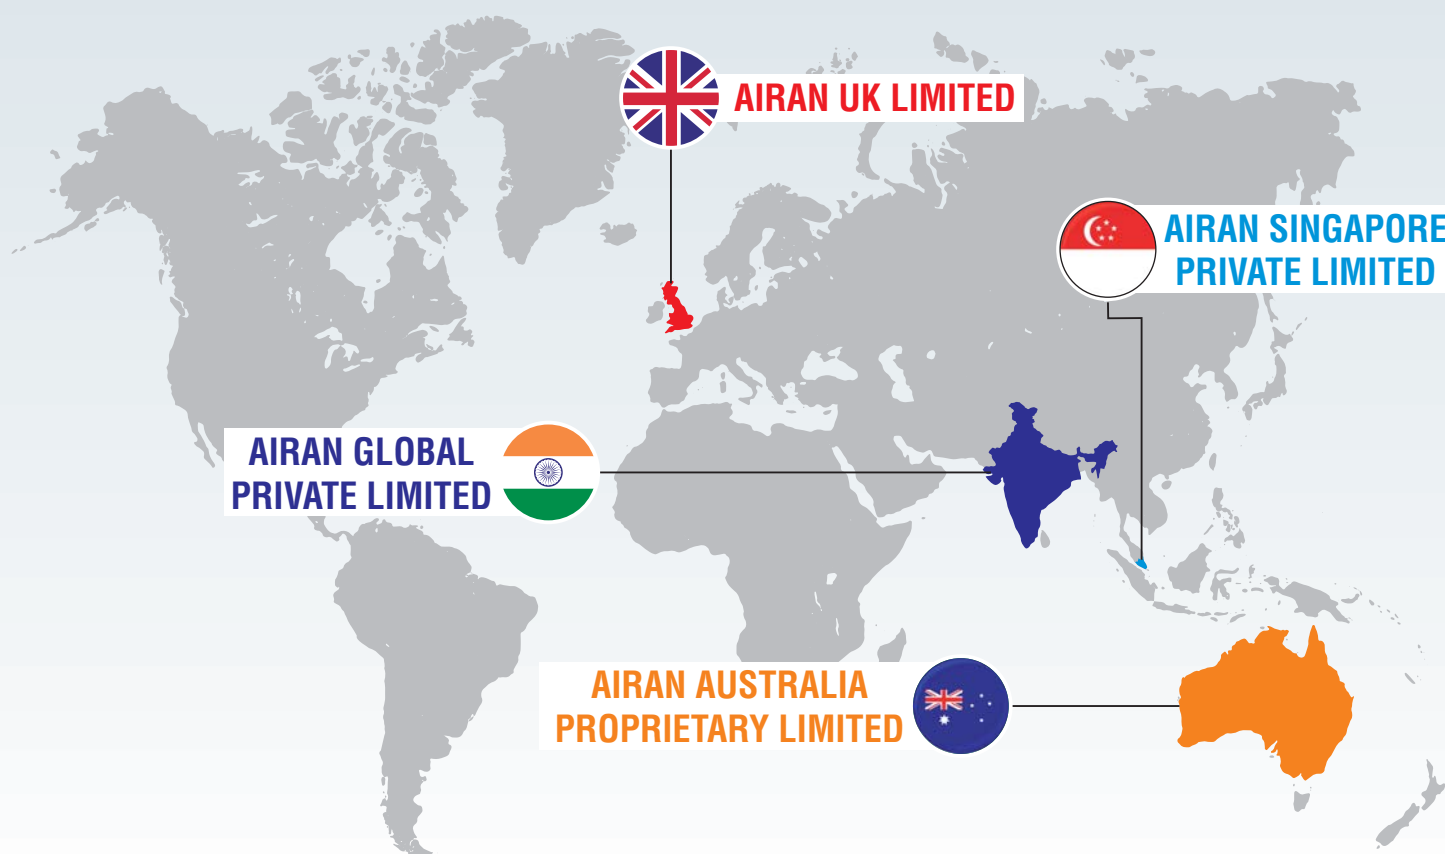 AIRAN UK LIMITED
AIRAN SINGAPORE
PRIVATE LIMITED
AIRAN GLOBAL
PRIVATE LIMITED
AIRAN AUSTRALIA
PROPRIETARY LIMITED